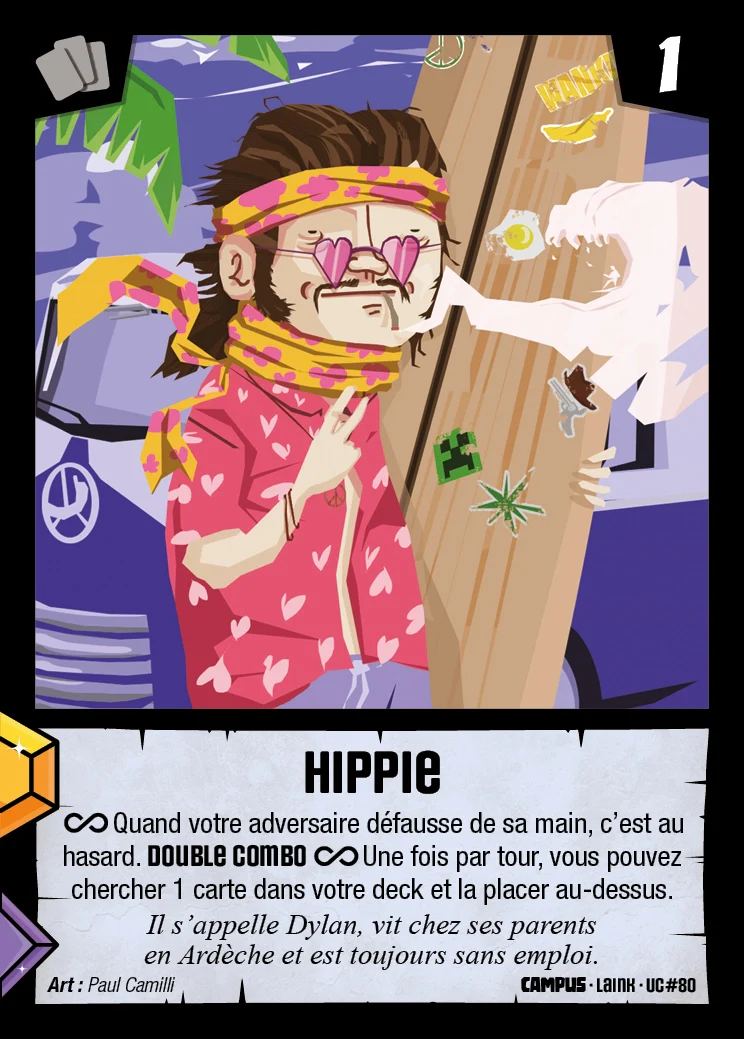 1
HANK!
HIPPIE
∞ Quand votre adversaire défausse de sa main, c’est au
hasard. DOUBLE COMBO ∞ Une fois par tour, vous pouvez
chercher 1 carte dans votre deck et la placer au-dessus.
Il s’appelle Dylan, vit chez ses parents
en Ardèche et est toujours sans emploi.
Art : Paul Camilli
CAMPUS · LAINK · UC#80